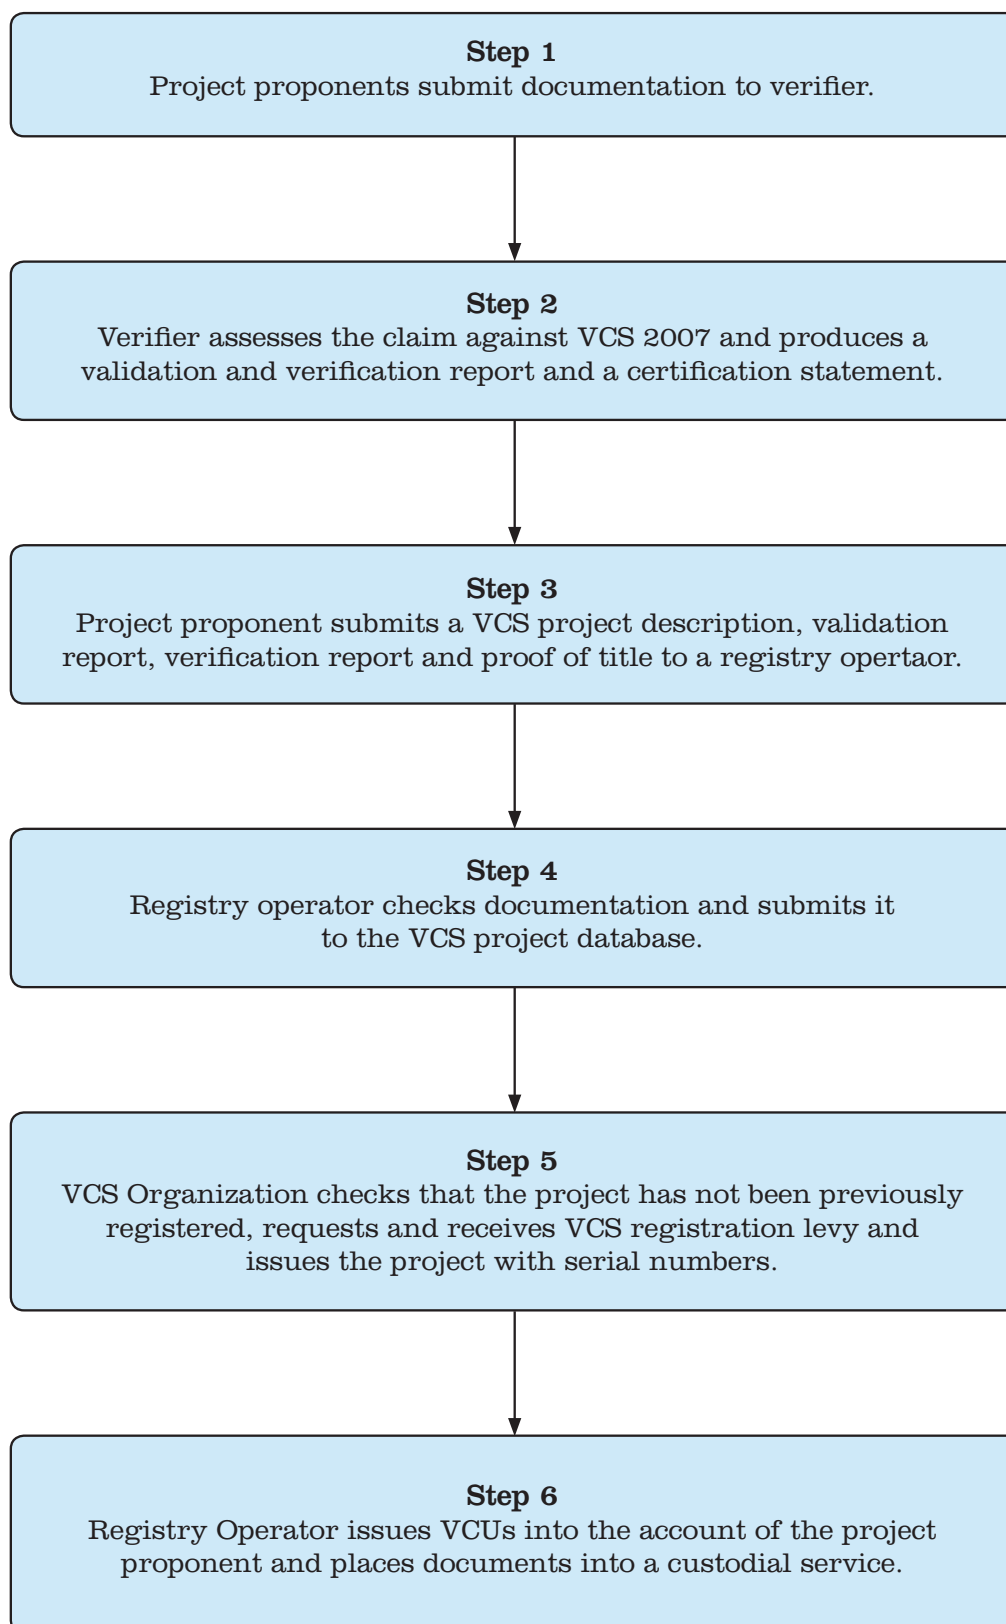 Step 1
Project proponents submit documentation to verifier.
Step 2
Verifier assesses the claim against VCS 2007 and produces a
validation and verification report and a certification statement.
Step 3
Project proponent submits a VCS project description, validation
report, verification report and proof of title to a registry opertaor.
Step 4
Registry operator checks documentation and submits it
to the VCS project database.
Step 5
VCS Organization checks that the project has not been previously
registered, requests and receives VCS registration levy and
issues the project with serial numbers.
Step 6
Registry Operator issues VCUs into the account of the project
proponent and places documents into a custodial service.